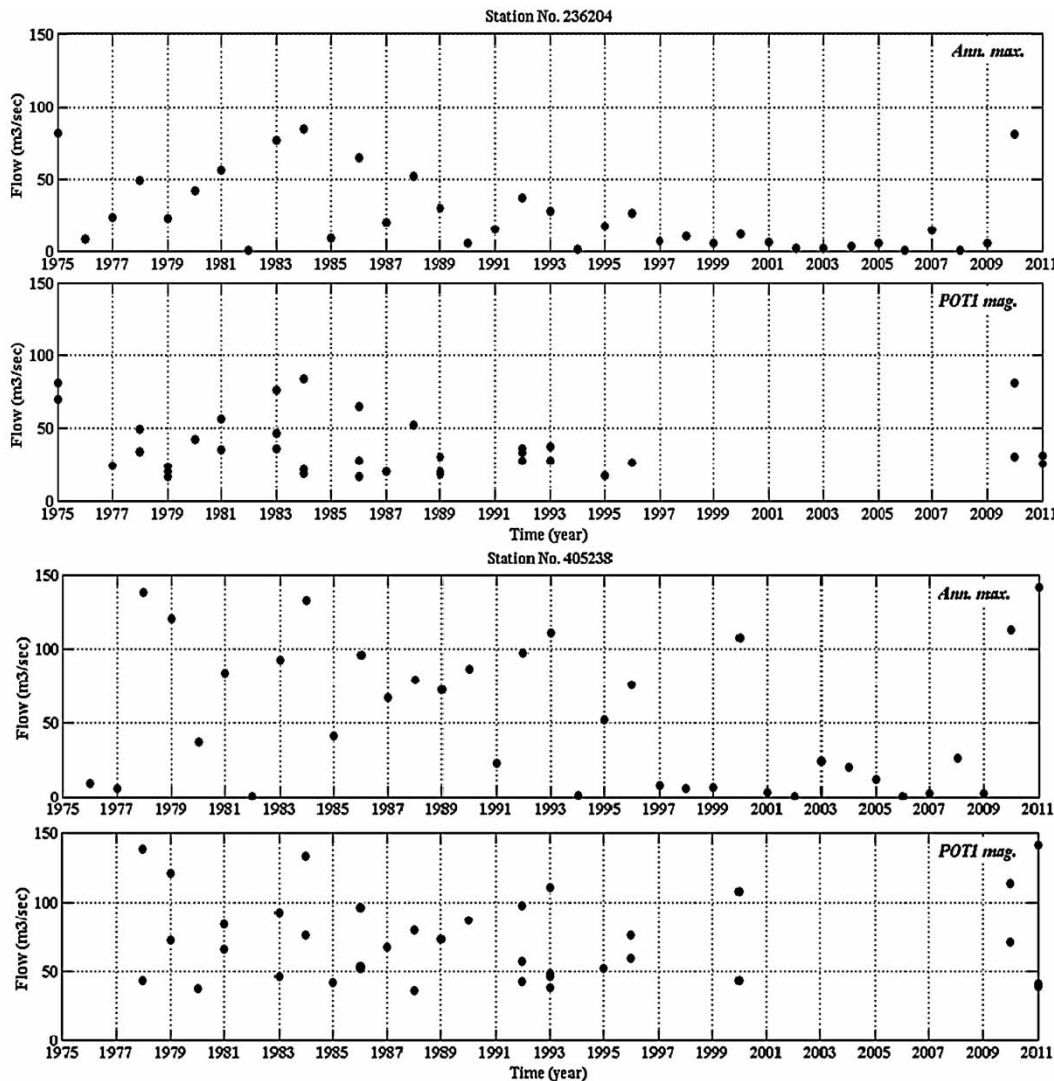 Station No. 236204
150
Ann. max.
100
Flow (m3/sec)
50
0
1975 1977 1979 1981 1983 1985 1987 1989 1991 1993 1995 1997 1999 2001 2003 2005 2007 2009 2011
150
POT1 mag.
100
Flow (m3/sec)
50
0
1975 1977 1979 1981 1983 1985 1987 1989 1991 1993 1995 1997 1999 2001 2003 2005 2007 2009 2011
Time (year)
Station No. 405238
150
Ann. max.
100
Flow (m3/sec)
50
0
1975 1977 1979 1981 1983 1985 1987 1989 1991 1993 1995 1997 1999 2001 2003 2005 2007 2009 2011
150
POT1 mag.
100
Flow (m3/sec)
50
0
1975 1977 1979 1981 1983 1985 1987 1989 1991 1993 1995 1997 1999 2001 2003 2005 2007 2009 2011
Time (year)